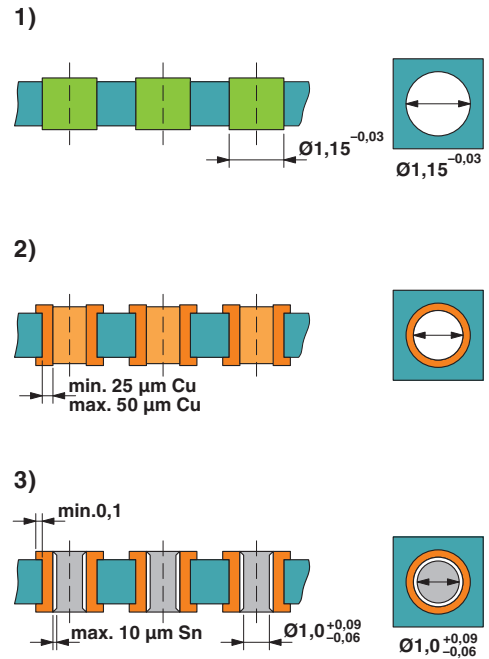 1)
Ø1,15 −0,03
Ø1,15 −0,03
2)
min. 25 µm Cu
max. 50 µm Cu
3)
min.0,1
max. 10 µm Sn
Ø1,0 +0,09 −0,06
Ø1,0 +0,09 −0,06